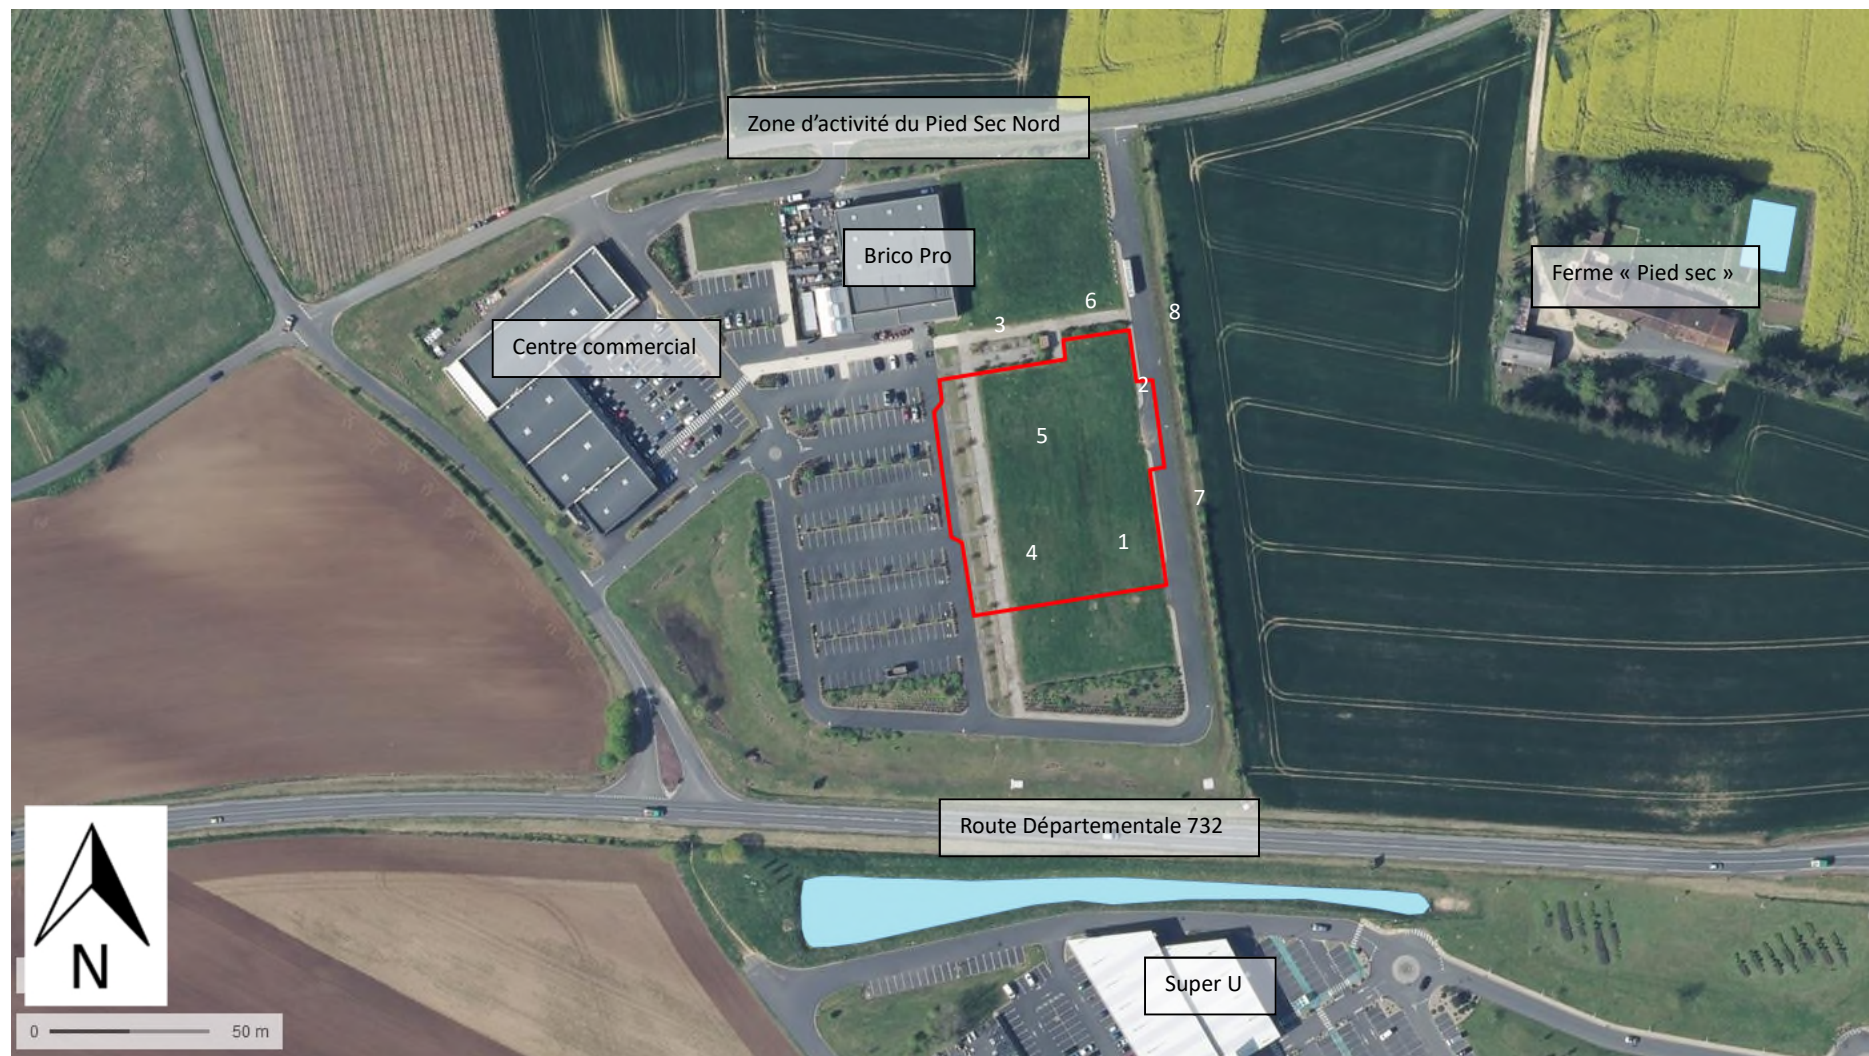 Zone d’activité du Pied Sec Nord
Brico Pro
Ferme « Pied sec »
6
8
3
Centre commercial
2
5
7
1
4
Route Départementale 732
N
Super U
0 50 m